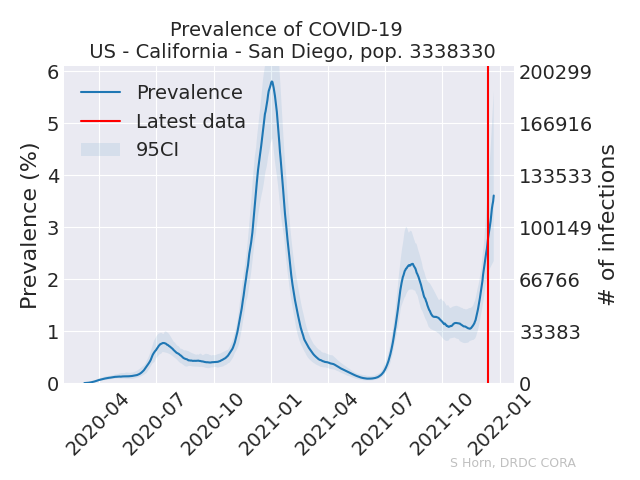 Prevalence of COVID-19
US - California - San Diego, pop. 3338330
Prevalence
Latest data
95CI
Prevalence (%)
6
5
4
3
2
1
0
200299
166916
133533
100149
66766
33383
0
# of infections
2020-04
2020-07
2020-10
2021-01
2021-04
2021-07
2021-10
2022-01
S Horn, DRDC CORA